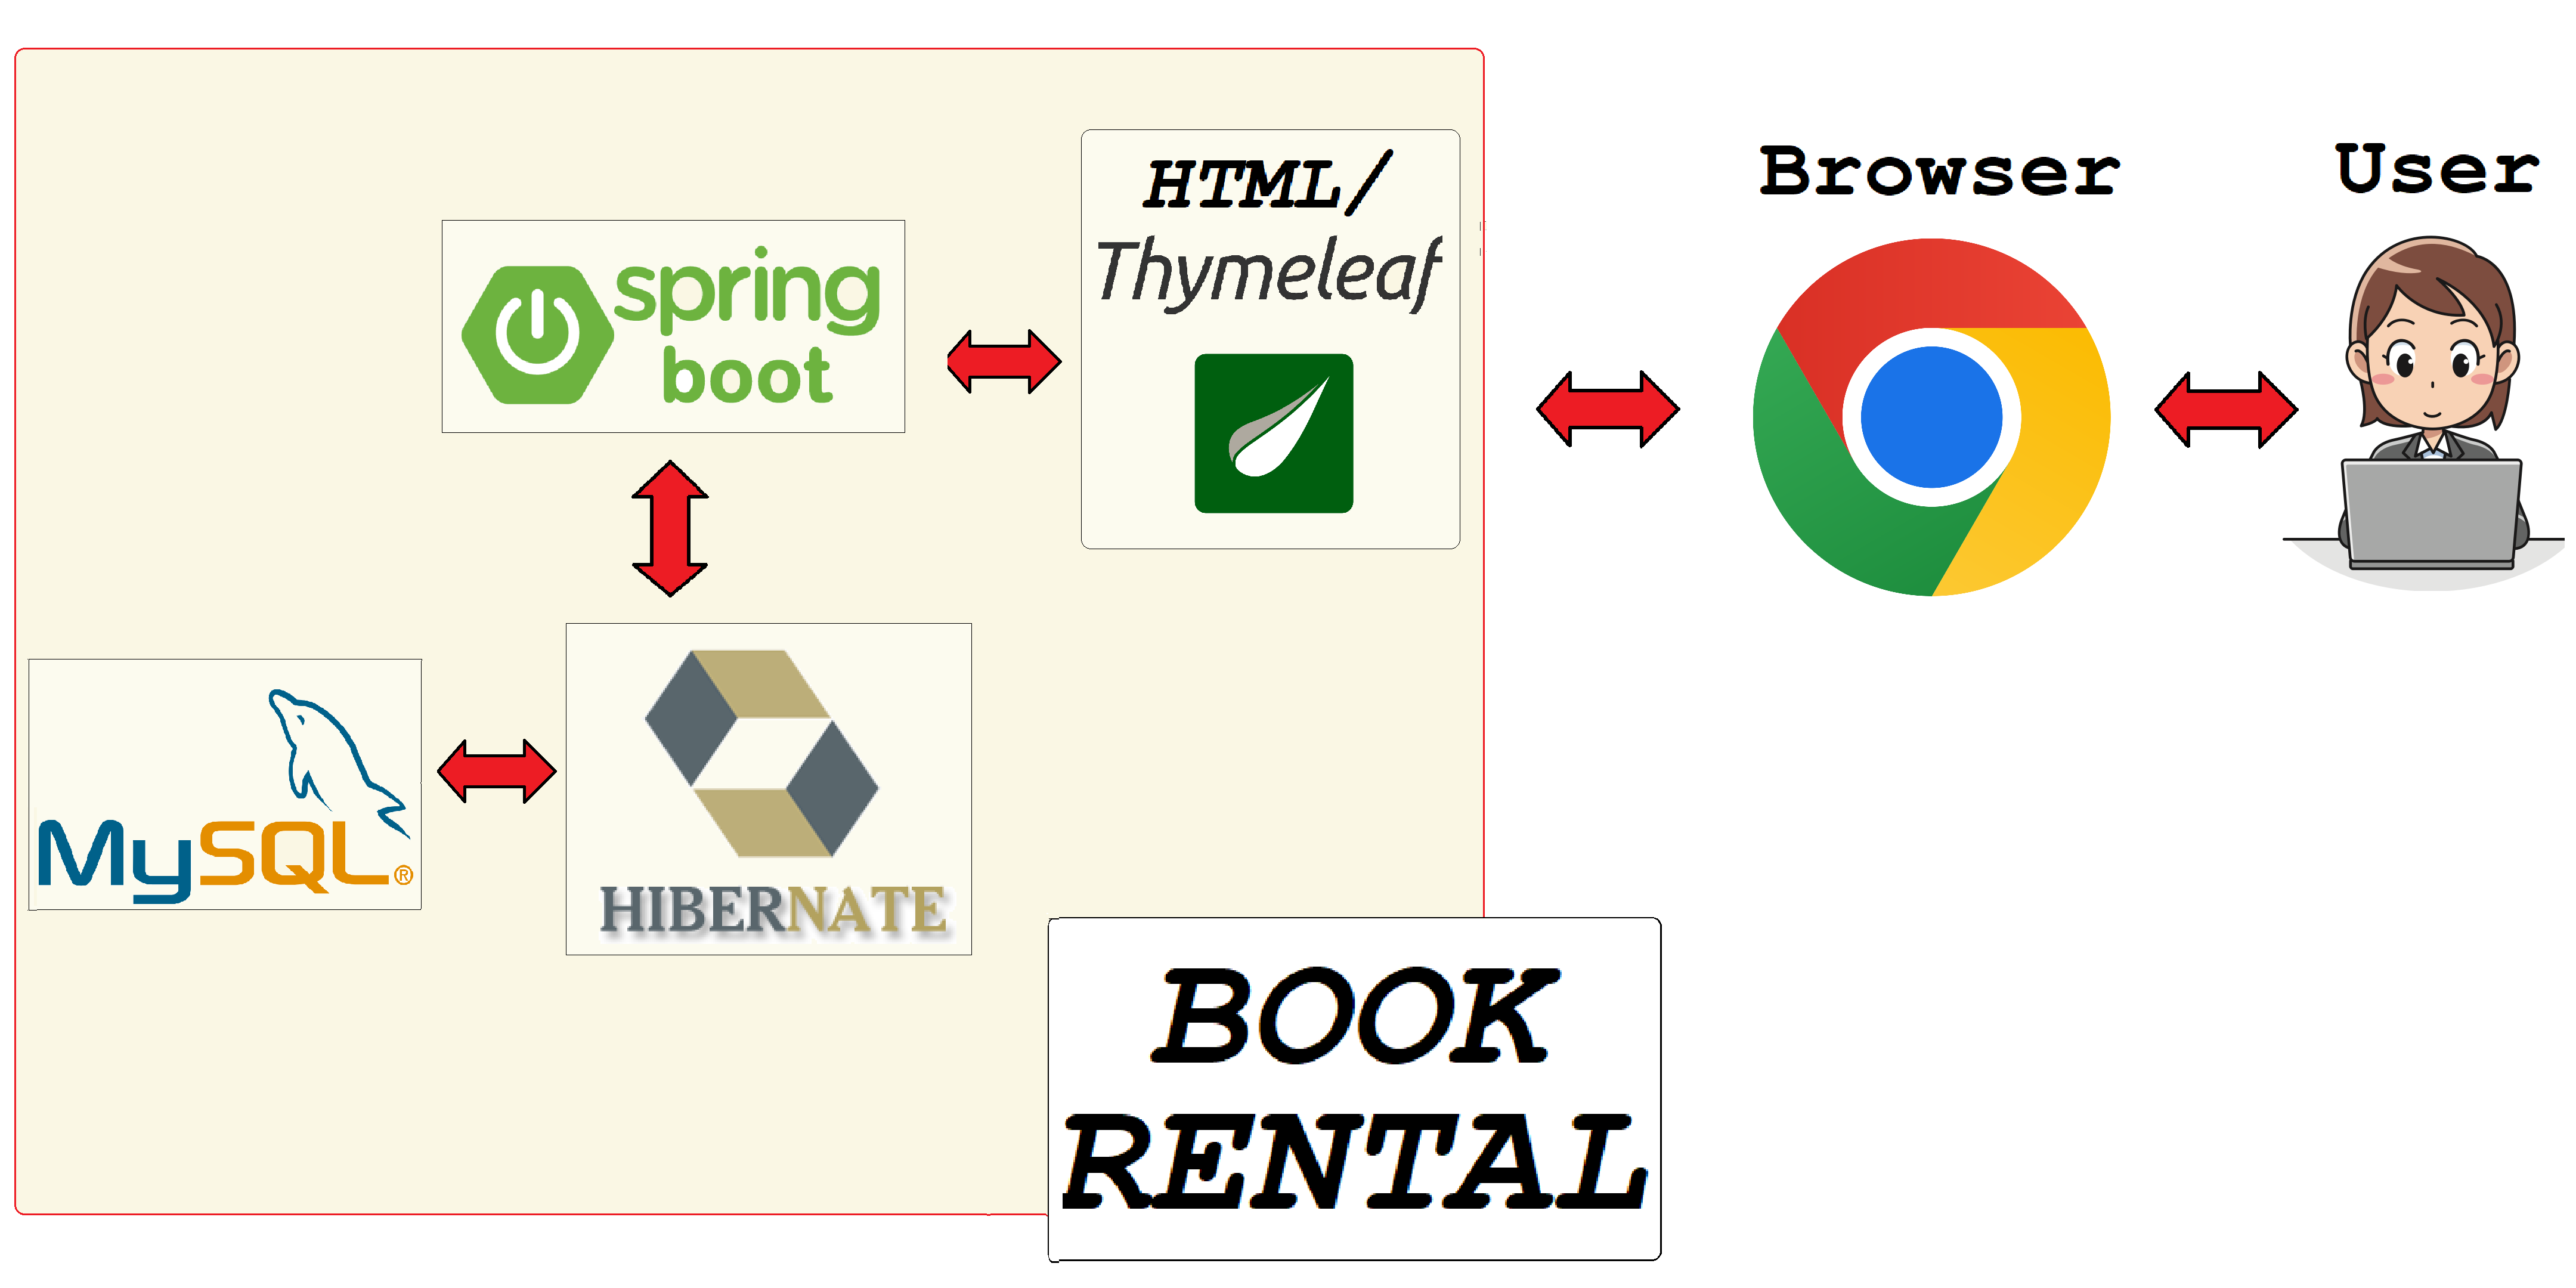 HTML/
Thymeleaf
spring
boot
Browser
User
MySQL®
HIBERNATE
BOOK
RENTAL